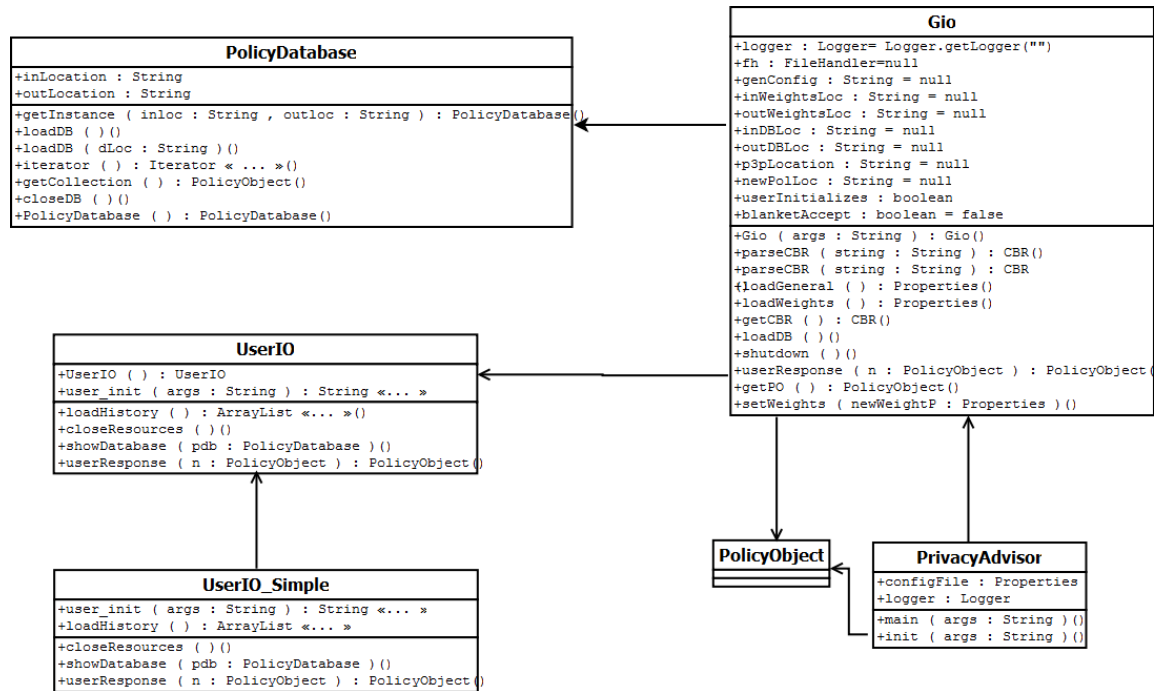 PolicyDatabase
+inLocation : String
+outLocation : String
+getInstance ( inloc : String , outloc : String ) : PolicyDatabase()
+loadDB ( )()
+loadDB ( dLoc : String )()
+iterator ( ) : Iterator « ... »()
+getCollection ( ) : PolicyObject()
+closeDB ( )()
+PolicyDatabase ( ) : PolicyDatabase()
Gio
+logger : Logger= Logger.getLogger("")
+fh : FileHandler=null
+genConfig : String = null
+inWeightsLoc : String = null
+outWeightsLoc : String = null
+inDBLoc : String = null
+outDBLoc : String = null
+p3pLocation : String = null
+newPolLoc : String = null
+userInitializes : boolean
+blanketAccept : boolean = false
+Gio ( args : String ) : Gio()
+parseCBR ( string : String ) : CBR()
+parseCBR ( string : String ) : CBR
()
+loadGeneral ( ) : Properties()
+loadWeights ( ) : Properties()
+getCBR ( ) : CBR()
+loadDB ( )()
+shutdown ( )()
+userResponse ( n : PolicyObject ) : PolicyObject()
+getPO ( ) : PolicyObject()
+setWeights ( newWeightP : Properties )()
UserIO
+UserIO ( ) : UserIO
+user_init ( args : String ) : String «... »
+loadHistory ( ) : ArrayList «... »()
+closeResources ( )()
+showDatabase ( pdb : PolicyDatabase )()
+userResponse ( n : PolicyObject ) : PolicyObject()
UserIO_Simple
+user_init ( args : String ) : String «... »
+loadHistory ( ) : ArrayList «... »
+closeResources ( )()
+showDatabase ( pdb : PolicyDatabase )()
+userResponse ( n : PolicyObject ) : PolicyObject()
PolicyObject
PrivacyAdvisor
+configFile : Properties
+logger : Logger
+main ( args : String )()
+init ( args : String )()